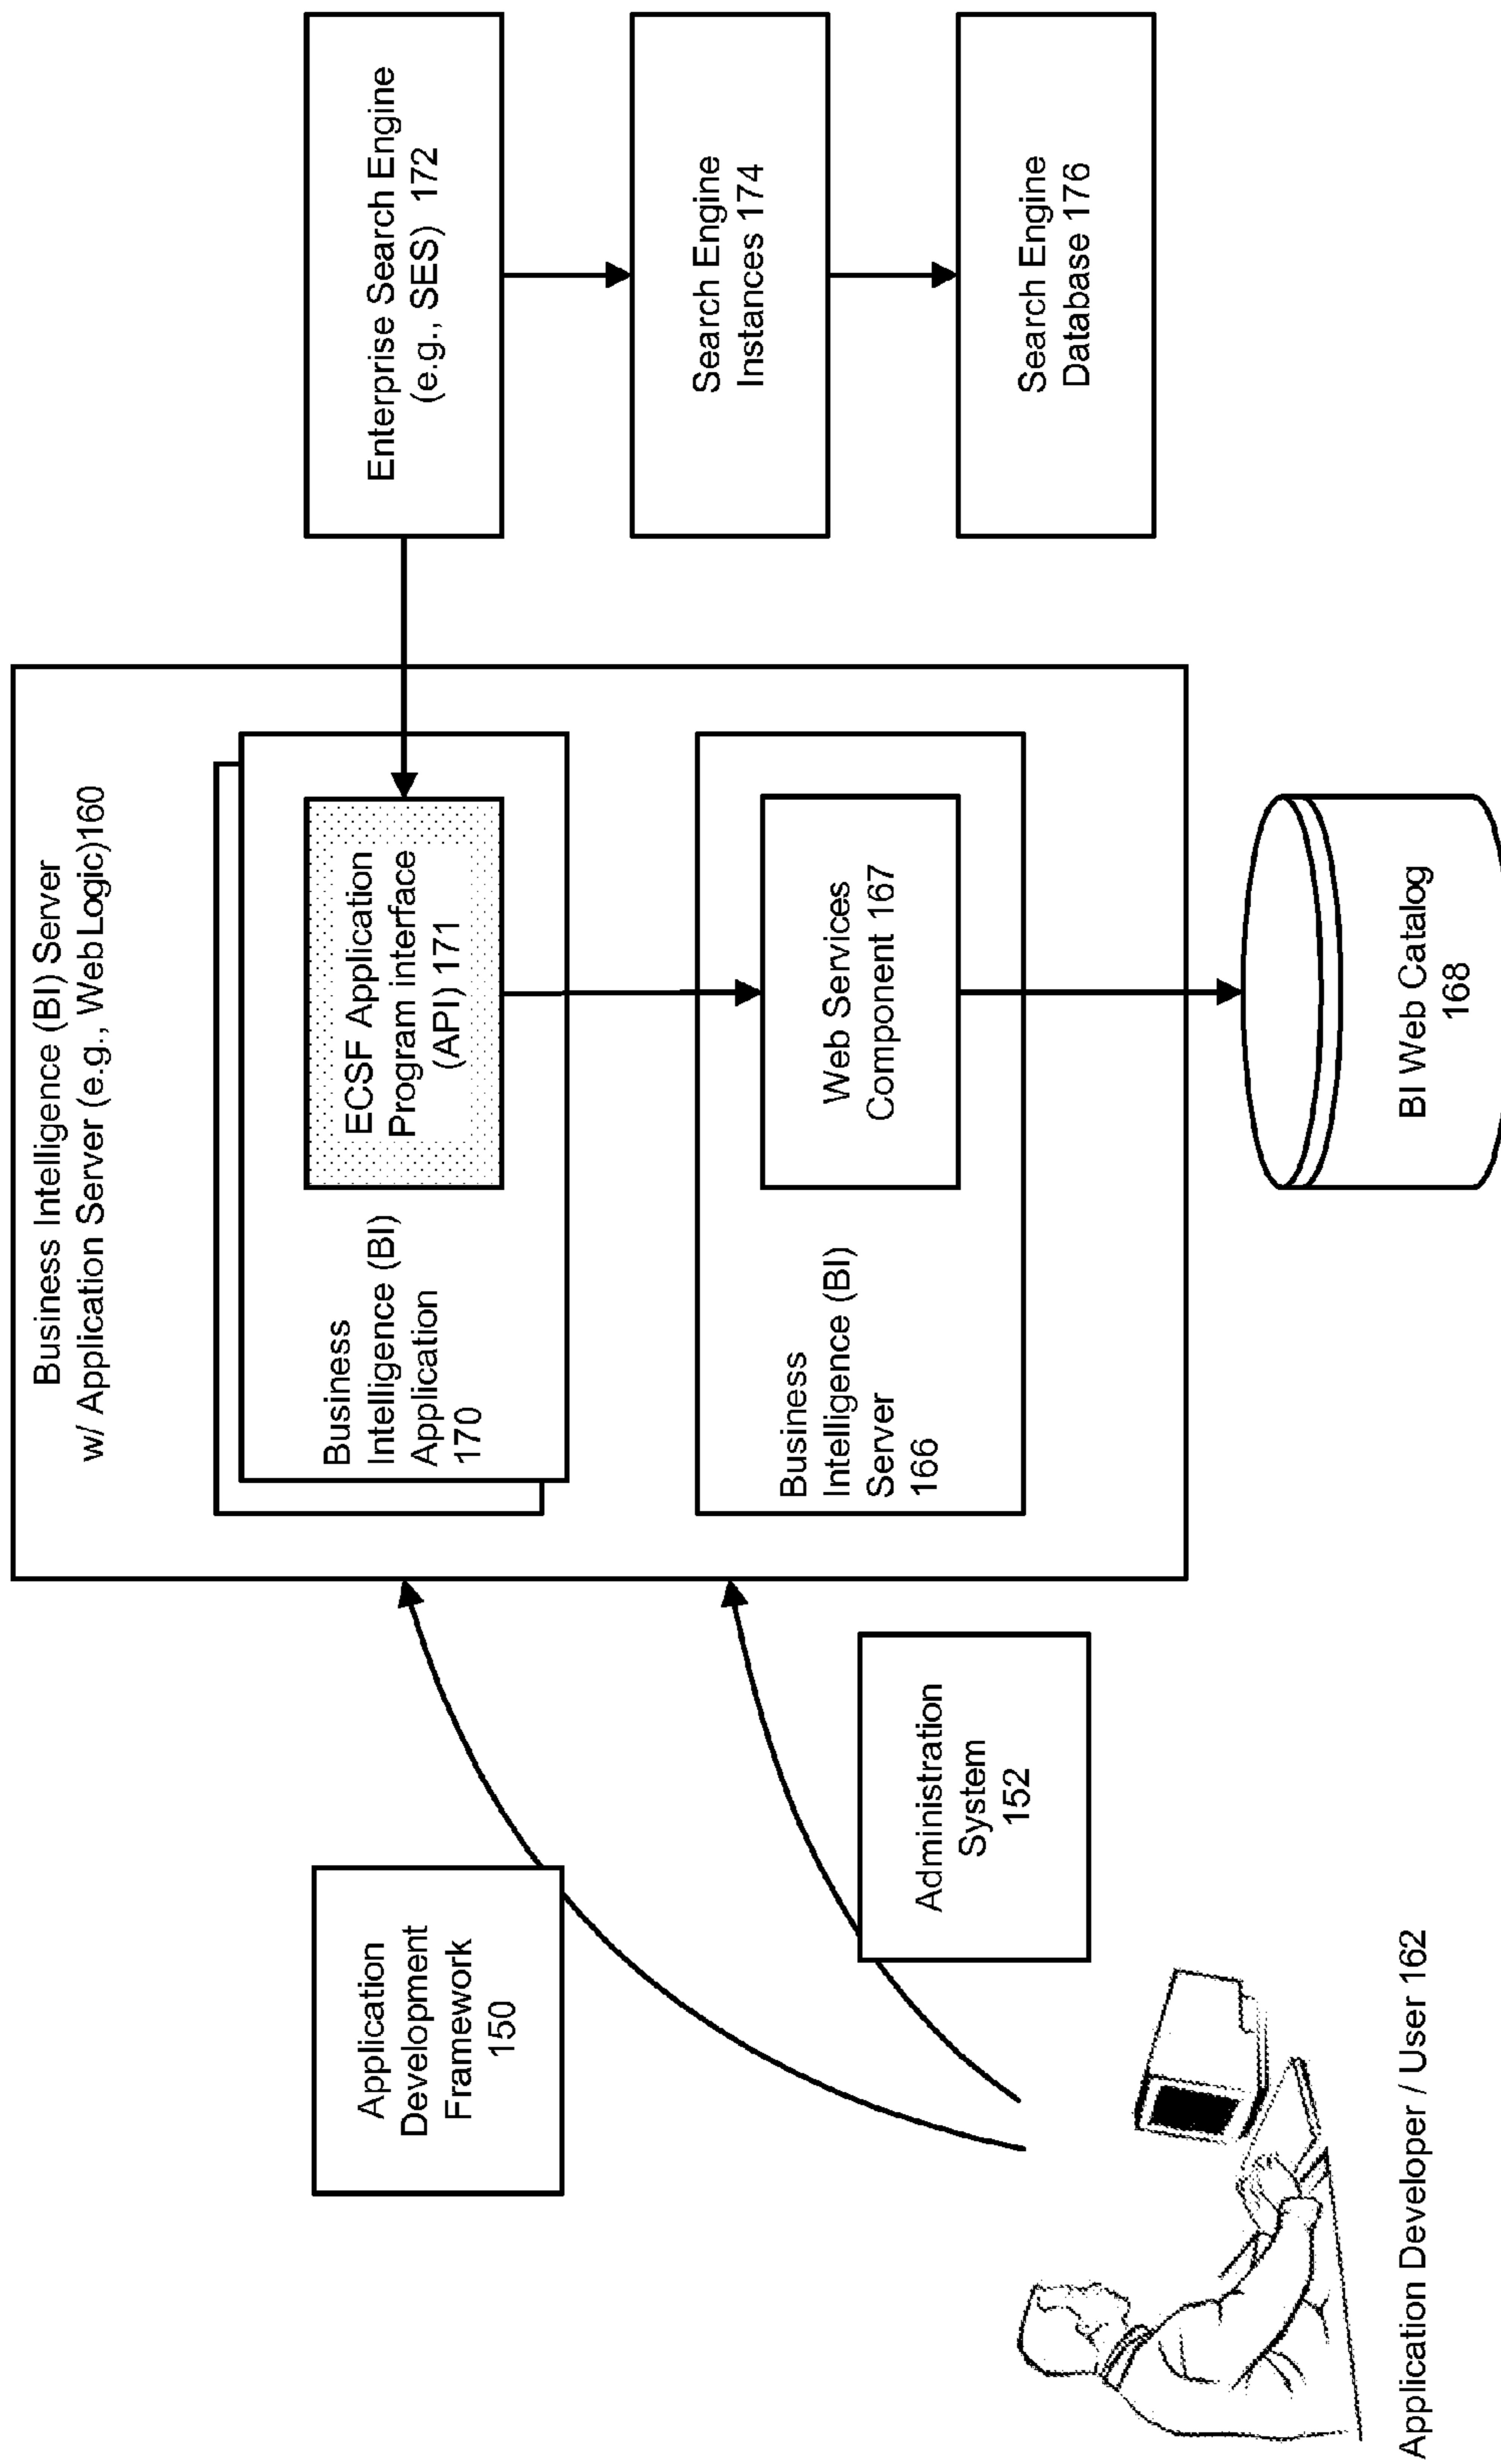 Business Intelligence (BI) Server
w/ Application Server (e.g., Web Logic)160
Application
Development
Framework
150
Business
Intelligence (BI)
Application
170
ECSF Application
Program interface
(API) 171
Enterprise Search Engine
(e.g., SES) 172
Search Engine
Instances 174
Administration
System
152
Business
Intelligence (BI)
Server
166
Web Services
Component 167
Search Engine
Database 176
Application Developer / User 162
BI Web Catalog
168